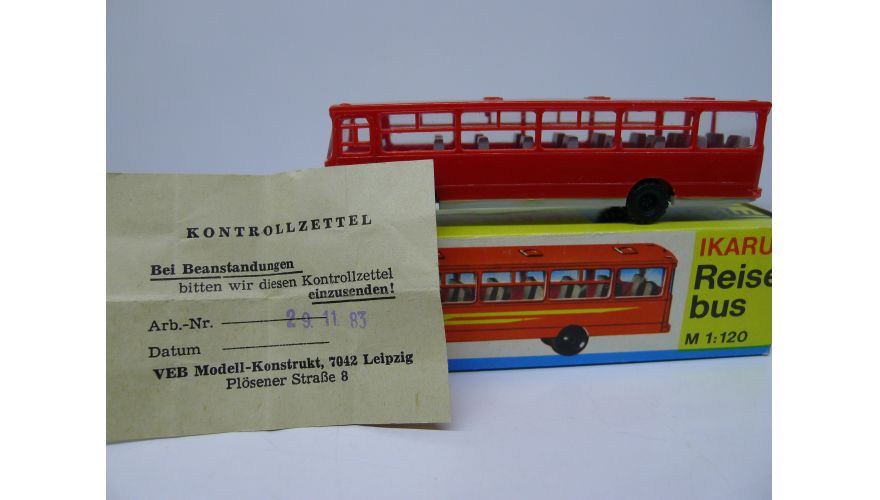 KONTROLLZETTEL
Bei Beanstandungen
bitten wir diesen Kontrollzettel
einzusenden!
Arb.-Nr. 29. 11. 83
Datum
VEB Modell-Konstrukt, 7042 Leipzig
Plösener Straße 8
IKARU
Reise
bus
M 1:120